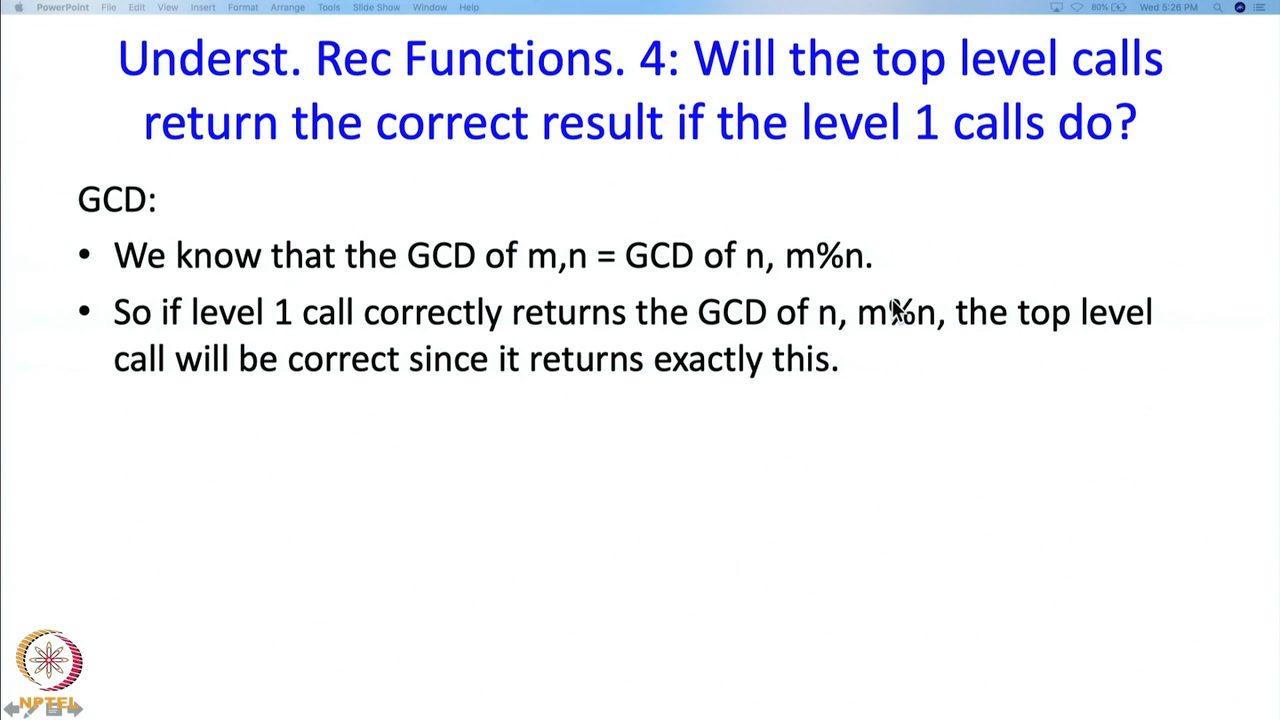 PowerPoint File Edit View Insert Format Arrange Tools Slide Show Window Help 80% Wed 5:26 PM
Underst. Rec Functions. 4: Will the top level calls
return the correct result if the level 1 calls do?
GCD:
• We know that the GCD of m,n = GCD of n, m%n.
• So if level 1 call correctly returns the GCD of n, m%n, the top level
call will be correct since it returns exactly this.
NPTEL